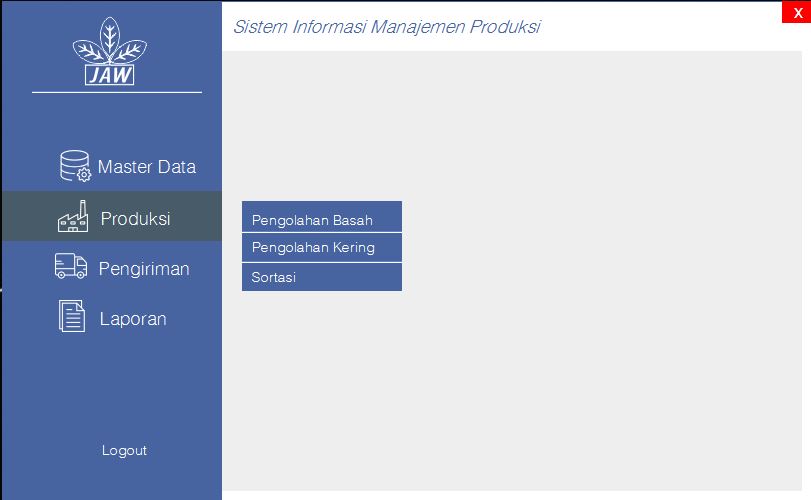 Sistem Informasi Manajemen Produksi
X
JAW
Master Data
Produksi
Pengiriman
Laporan
Logout
Pengolahan Basah
Pengolahan Kering
Sortasi